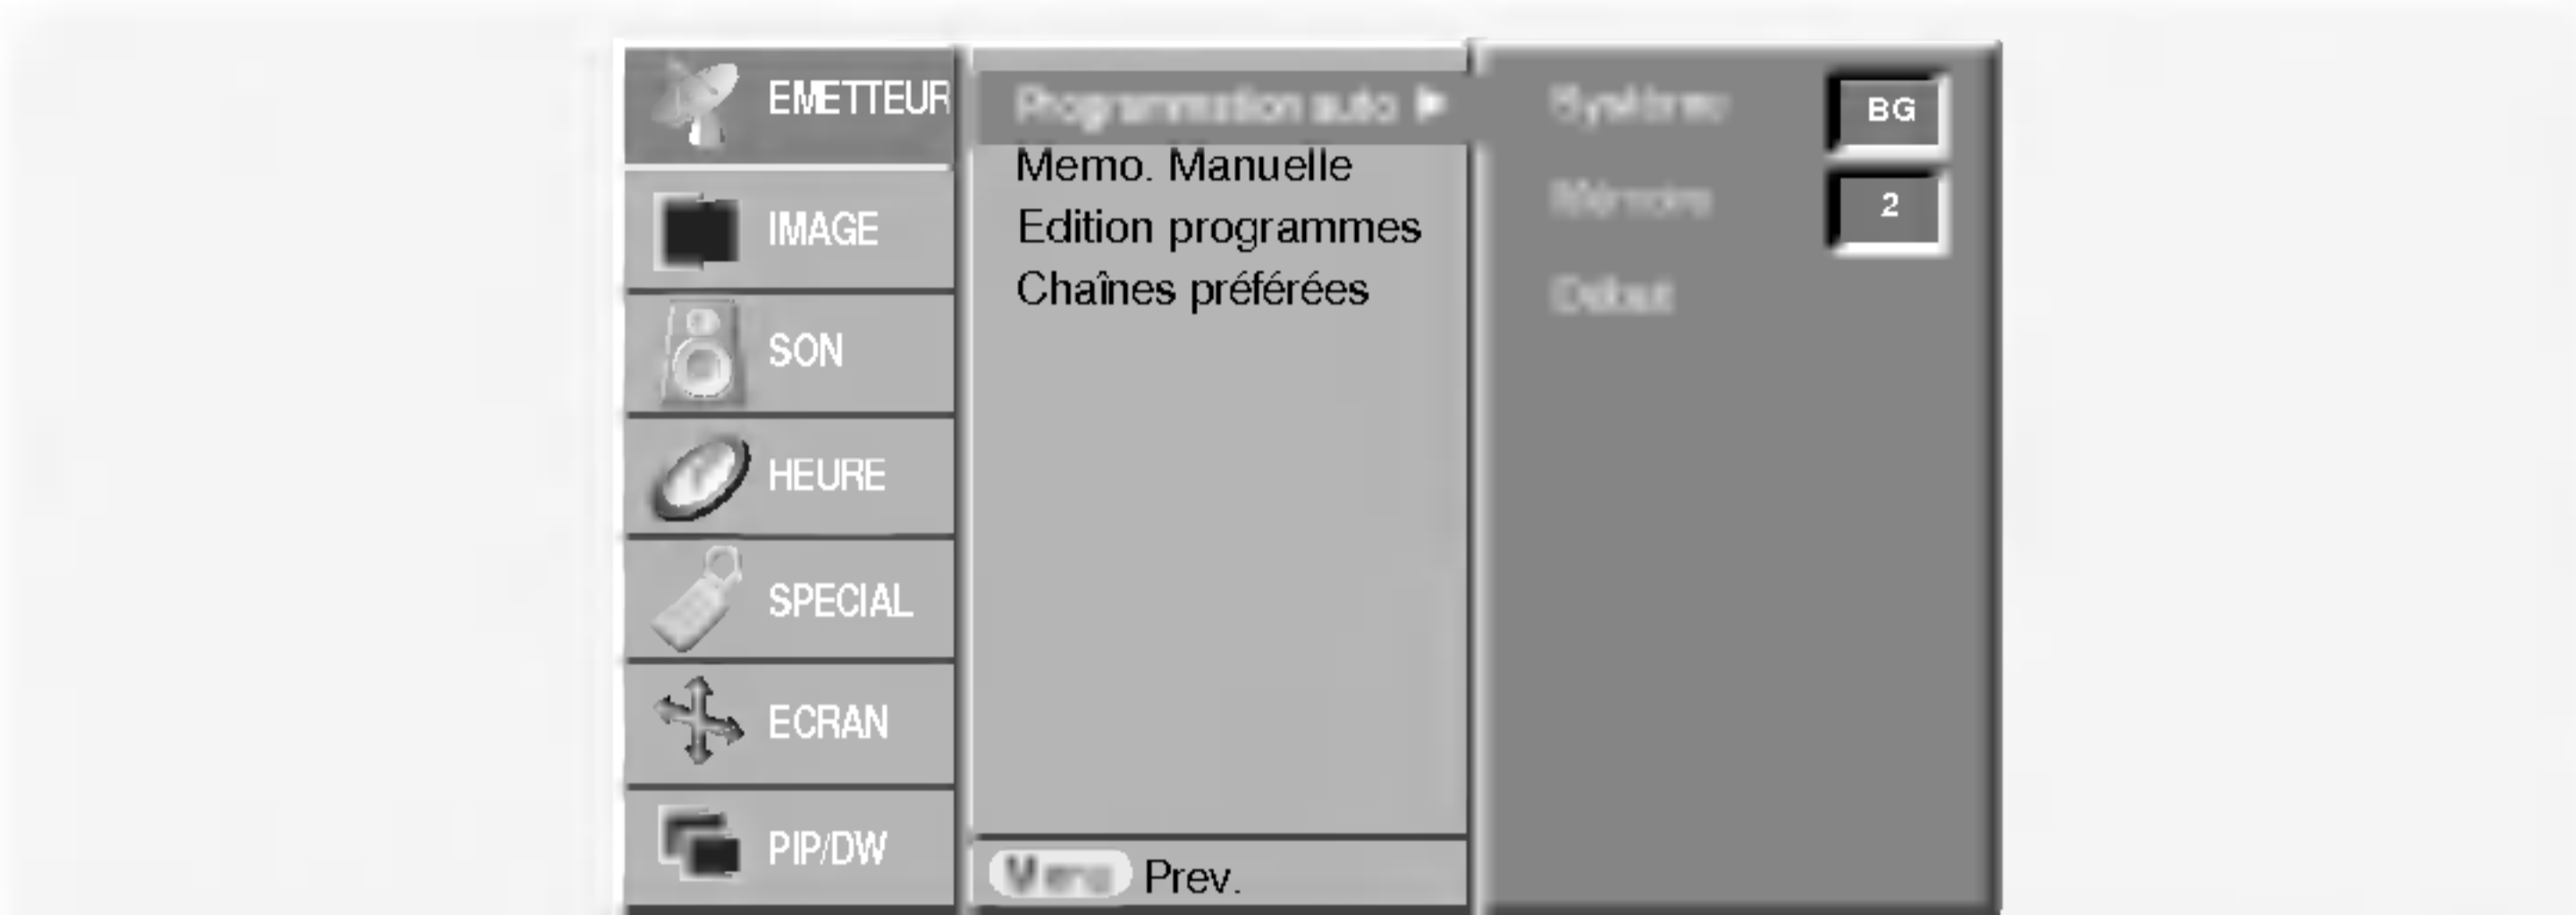 EMETTEUR
IMAGE
SON
HEURE
SPECIAL
ECRAN
PIP/DW
Programmation auto ▶
Memo. Manuelle
Edition programmes
Chaînes préférées
Menu Prev.
Système BG
Mémoire 2
Début